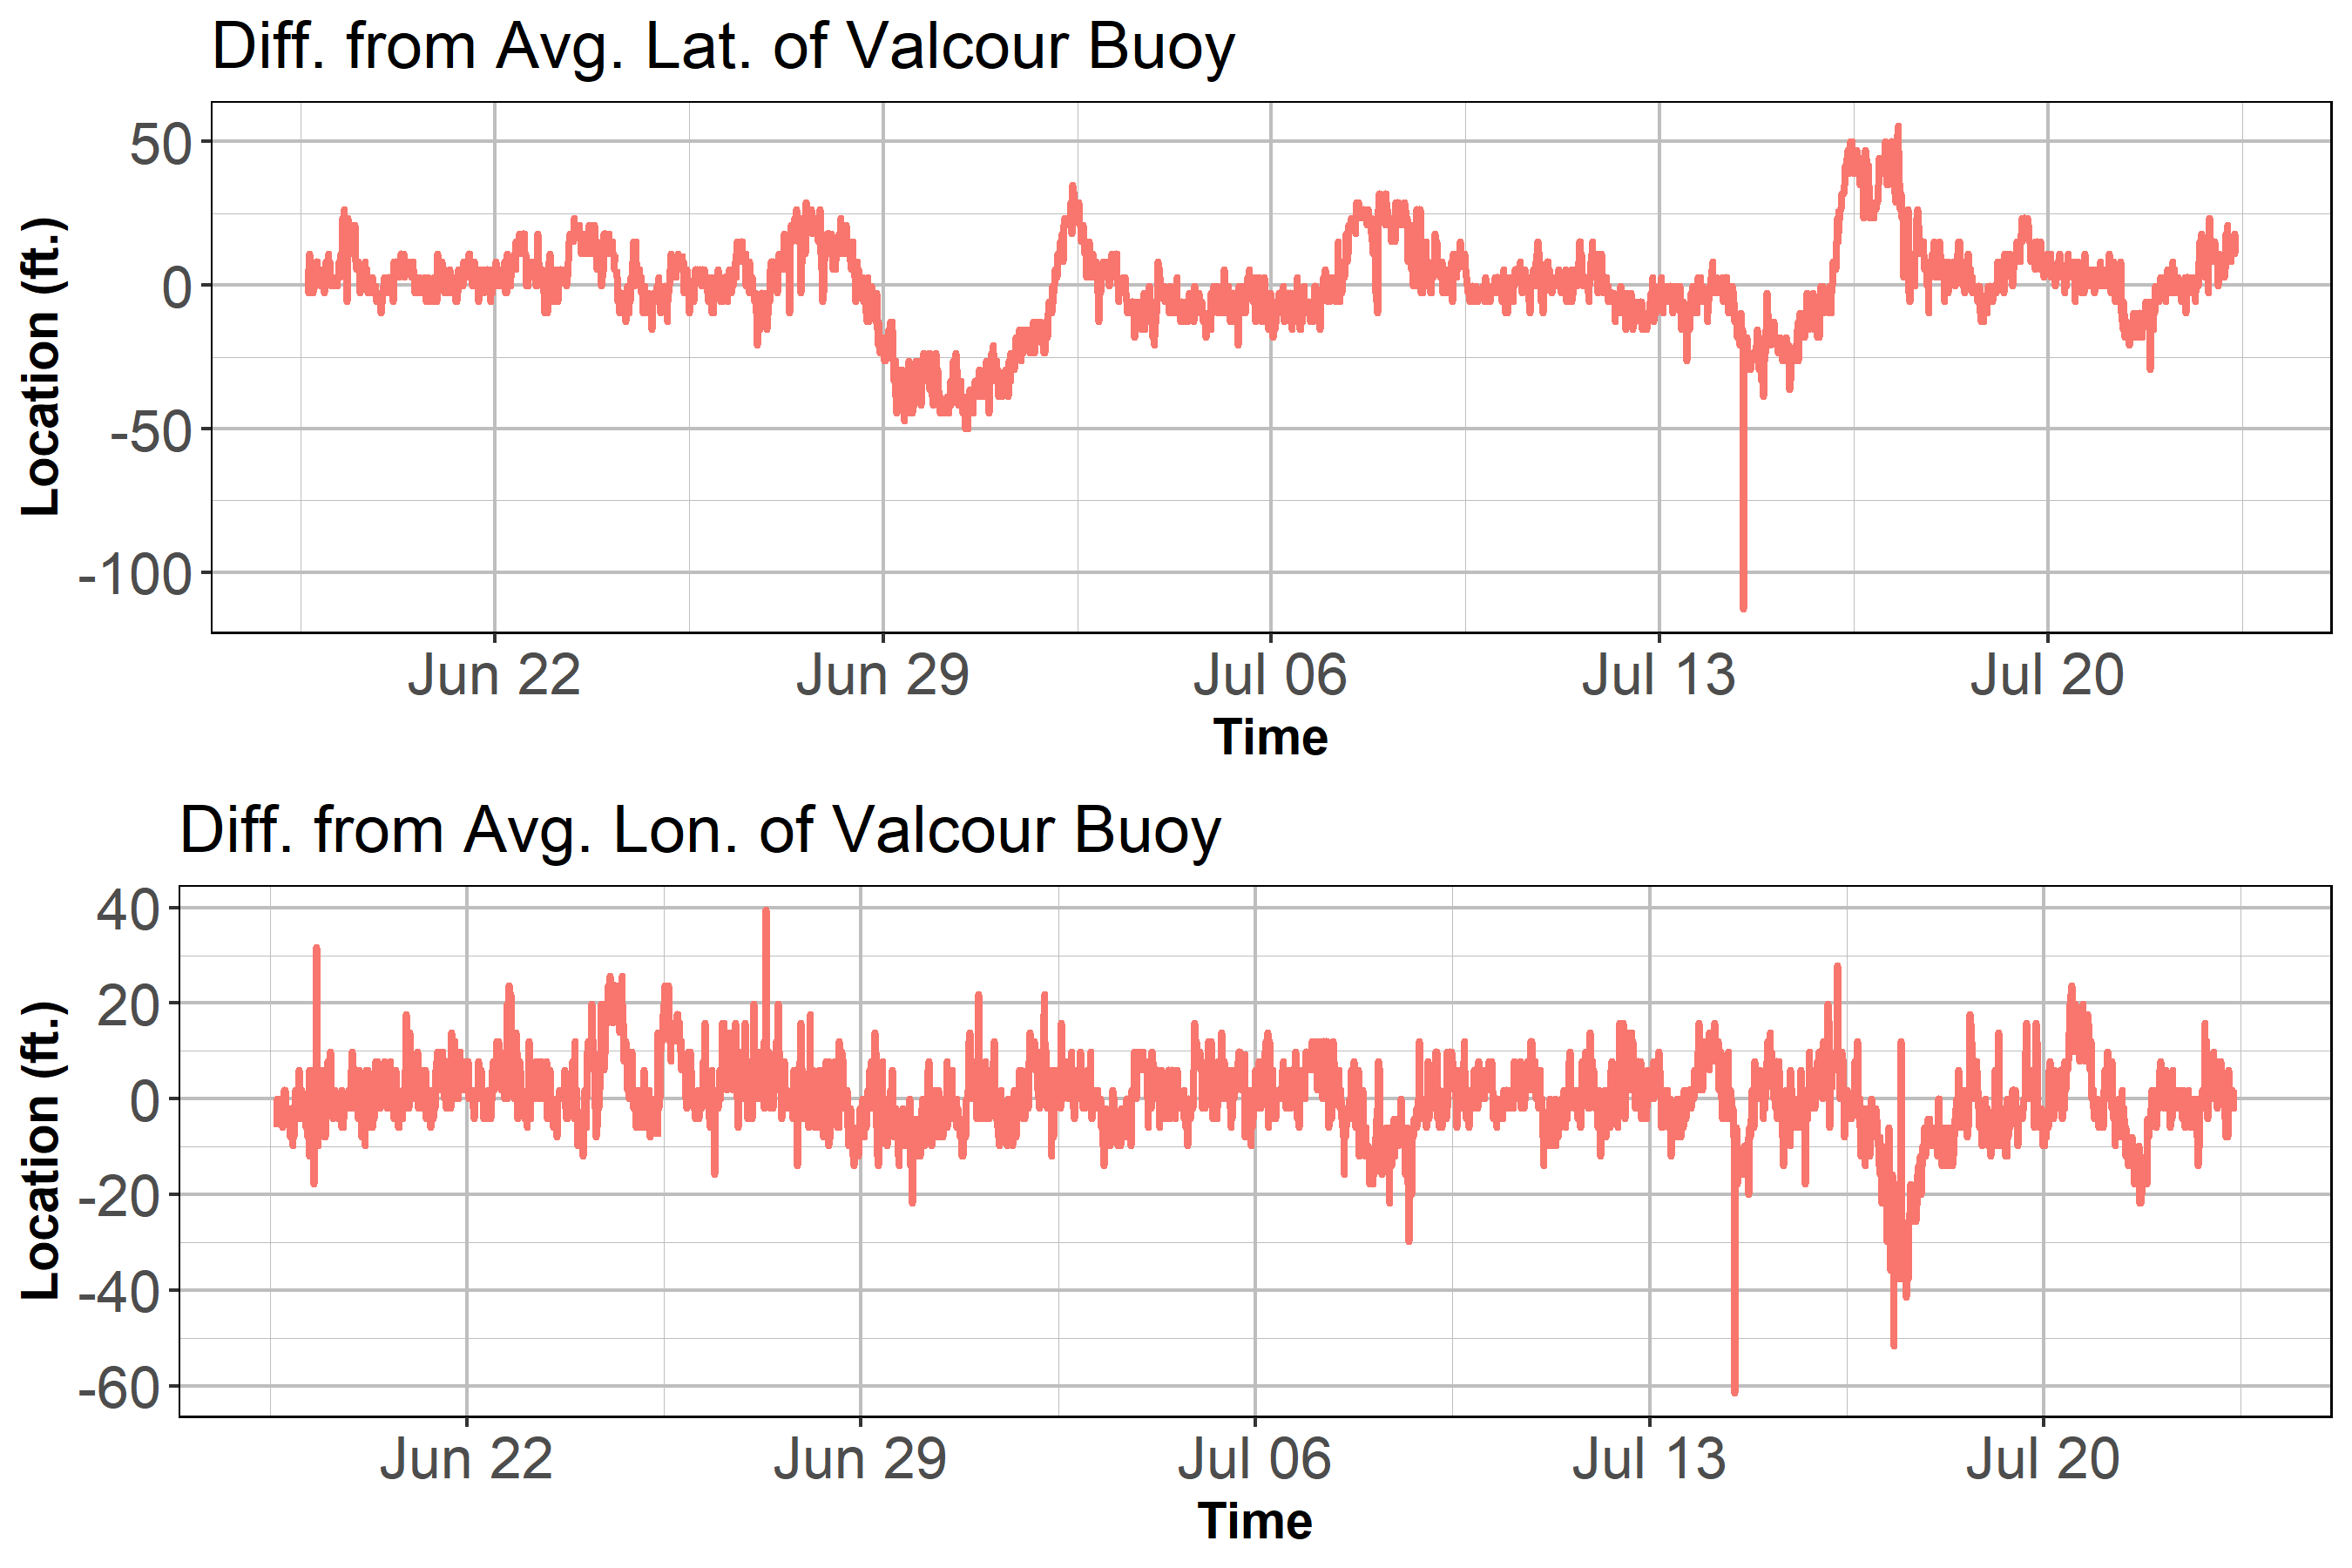 Diff. from Avg. Lat. of Valcour Buoy
Location (ft.)
50
0
-50
-100
Jun 22 Jun 29 Jul 06 Jul 13 Jul 20
Time
Diff. from Avg. Lon. of Valcour Buoy
Location (ft.)
40
20
0
-20
-40
-60
Jun 22 Jun 29 Jul 06 Jul 13 Jul 20
Time